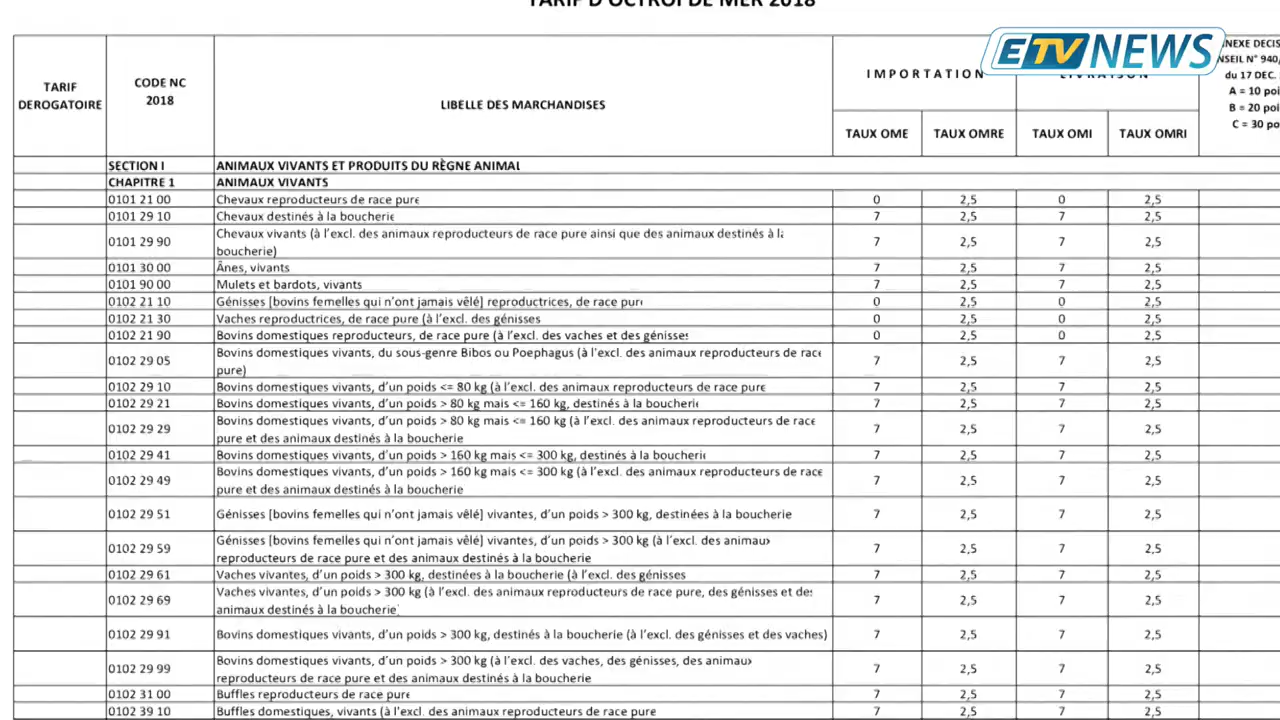 TARIF D'OCTROI DE MER 2018
ETV NEWS
TARIF DEROGATOIRE
CODE NC 2018
LIBELLE DES MARCHANDISES
IMPORTATION
LIVRAISON
TAUX OME
TAUX OMRE
TAUX OMI
TAUX OMRI
NEXE DECIS
NSEIL N° 940
du 17 DEC.
A = 10 poi
B = 20 poi
C = 30 po
SECTION I ANIMAUX VIVANTS ET PRODUITS DU RÈGNE ANIMAL
CHAPITRE 1 ANIMAUX VIVANTS
0101 21 00 Chevaux reproducteurs de race pure 0 2,5 0 2,5
0101 29 10 Chevaux destinés à la boucherie 7 2,5 7 2,5
0101 29 90 Chevaux vivants (à l'excl. des animaux reproducteurs de race pure ainsi que des animaux destinés à la
boucherie) 7 2,5 7 2,5
0101 30 00 Ânes, vivants 7 2,5 7 2,5
0101 90 00 Mulets et bardots, vivants 7 2,5 7 2,5
0102 21 10 Génisses [bovins femelles qui n'ont jamais vêlé] reproductrices, de race pure 0 2,5 0 2,5
0102 21 30 Vaches reproductrices, de race pure (à l'excl. des génisses 0 2,5 0 2,5
0102 21 90 Bovins domestiques reproducteurs, de race pure (à l'excl. des vaches et des génisses 0 2,5 0 2,5
0102 29 05 Bovins domestiques vivants, du sous-genre Bibos ou Poephagus (à l'excl. des animaux reproducteurs de race
pure) 7 2,5 7 2,5
0102 29 10 Bovins domestiques vivants, d'un poids <= 80 kg (à l'excl. des animaux reproducteurs de race pure 7 2,5 7 2,5
0102 29 21 Bovins domestiques vivants, d'un poids > 80 kg mais <= 160 kg, destinés à la boucherie 7 2,5 7 2,5
0102 29 29 Bovins domestiques vivants, d'un poids > 80 kg mais <= 160 kg (à l'excl. des animaux reproducteurs de race
pure et des animaux destinés à la boucherie 7 2,5 7 2,5
0102 29 41 Bovins domestiques vivants, d'un poids > 160 kg mais <= 300 kg, destinés à la boucherie 7 2,5 7 2,5
0102 29 49 Bovins domestiques vivants, d'un poids > 160 kg mais <= 300 kg (à l'excl. des animaux reproducteurs de race
pure et des animaux destinés à la boucherie 7 2,5 7 2,5
0102 29 51 Génisses [bovins femelles qui n'ont jamais vêlé] vivantes, d'un poids > 300 kg, destinées à la boucherie 7 2,5 7 2,5
0102 29 59 Génisses [bovins femelles qui n'ont jamais vêlé] vivantes, d'un poids > 300 kg (à l'excl. des animaux
reproducteurs de race pure et des animaux destinés à la boucherie 7 2,5 7 2,5
0102 29 61 Vaches vivantes, d'un poids > 300 kg, destinées à la boucherie (à l'excl. des génisses 7 2,5 7 2,5
0102 29 69 Vaches vivantes, d'un poids > 300 kg (à l'excl. des animaux reproducteurs de race pure, des génisses et des
animaux destinés à la boucherie) 7 2,5 7 2,5
0102 29 91 Bovins domestiques vivants, d'un poids > 300 kg, destinés à la boucherie (à l'excl. des génisses et des vaches) 7 2,5 7 2,5
0102 29 99 Bovins domestiques vivants, d'un poids > 300 kg (à l'excl. des vaches, des génisses, des animaux
reproducteurs de race pure et des animaux destinés à la boucherie 7 2,5 7 2,5
0102 31 00 Buffles reproducteurs de race pure 7 2,5 7 2,5
0102 39 10 Buffles domestiques, vivants (à l'excl. des animaux reproducteurs de race pure 7 2,5 7 2,5